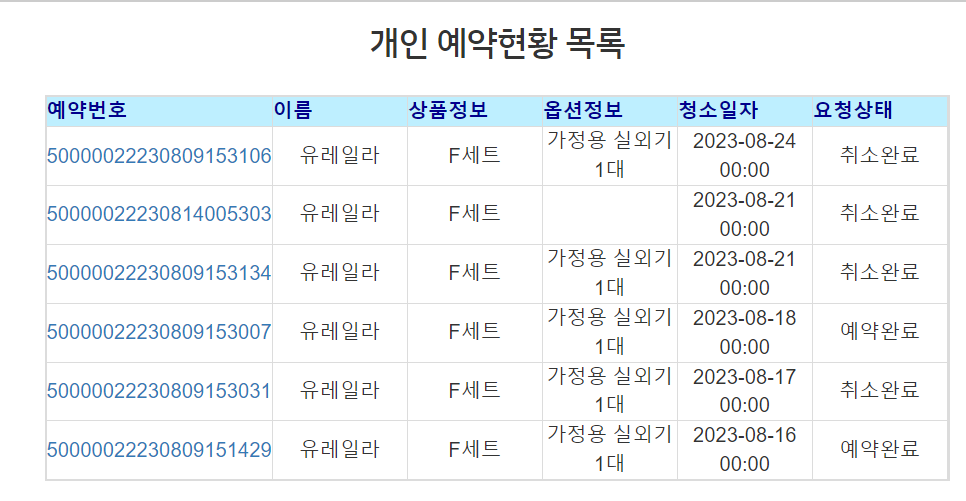 개인 예약현황 목록
예약번호 이름 상품정보 옵션정보 청소일자 요청상태
50000022230809153106 유레일라 F세트 가정용 실외기 1대 2023-08-24 00:00 취소완료
50000022230814005303 유레일라 F세트 2023-08-21 00:00 취소완료
50000022230809153134 유레일라 F세트 가정용 실외기 1대 2023-08-21 00:00 취소완료
50000022230809153007 유레일라 F세트 가정용 실외기 1대 2023-08-18 00:00 예약완료
50000022230809153031 유레일라 F세트 가정용 실외기 1대 2023-08-17 00:00 취소완료
50000022230809151429 유레일라 F세트 가정용 실외기 1대 2023-08-16 00:00 예약완료